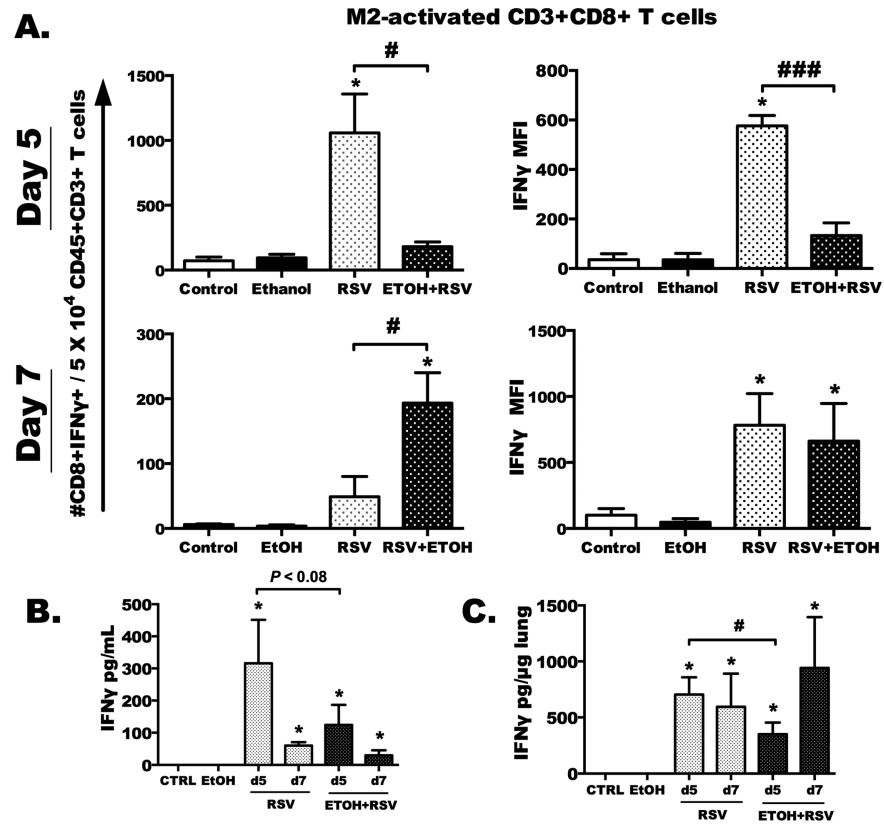 A.
M2-activated CD3+CD8+ T cells
Day 5
Day 7
#CD8+IFNγ+ / 5 X 10⁴ CD45+CD3+ T cells
1500
1000
500
0
*
#
Control Ethanol RSV ETOH+RSV
IFNγ MFI
800
600
400
200
0
*
###
Control Ethanol RSV ETOH+RSV
300
200
100
0
#
*
Control EtOH RSV RSV+ETOH
IFNγ MFI
1500
1000
500
0
* *
Control EtOH RSV RSV+ETOH
B.
IFNγ pg/mL
500
400
300
200
100
0
P < 0.08
* * * *
CTRL EtOH d5 d7 d5 d7
RSV ETOH+RSV
C.
IFNγ pg/µg lung
1500
1000
500
0
#
* * * *
CTRL EtOH d5 d7 d5 d7
RSV ETOH+RSV